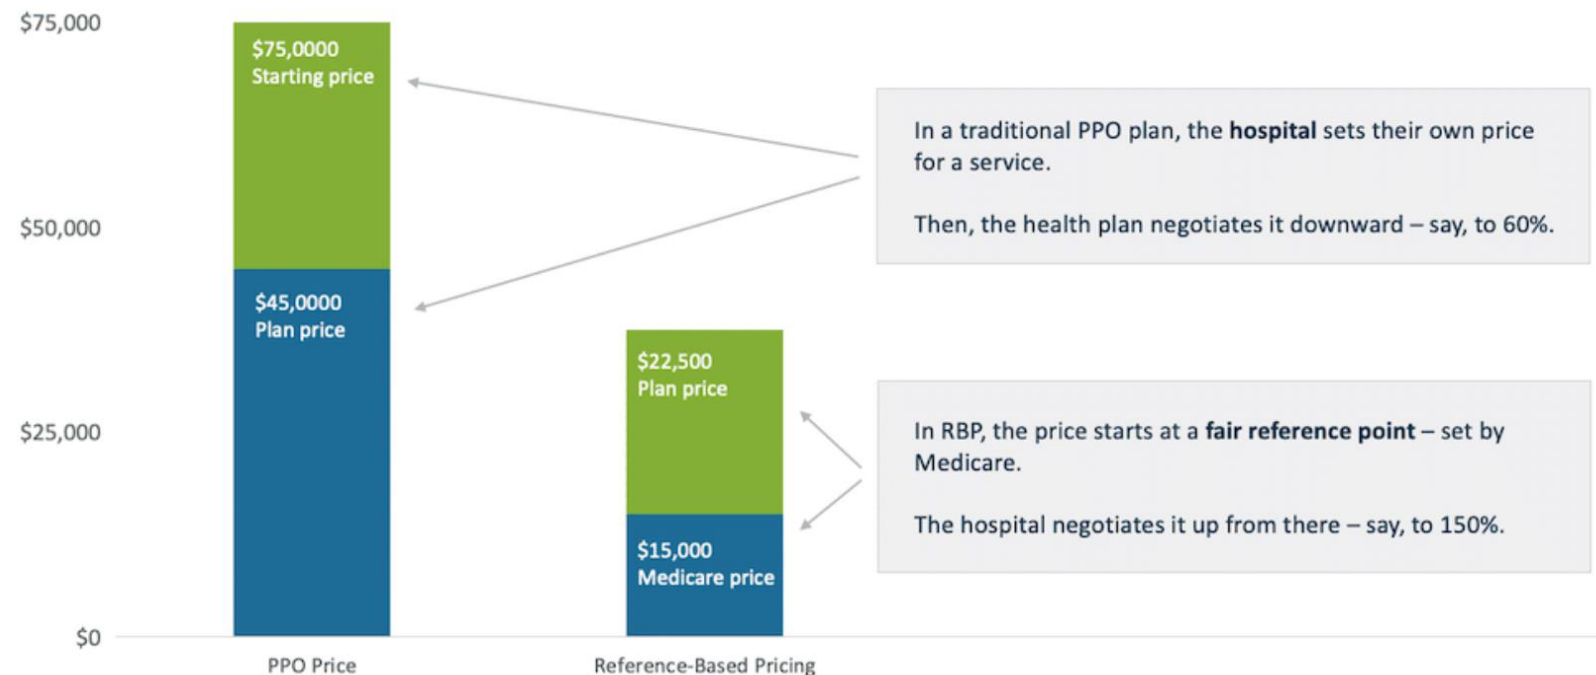 $75,000
$50,000
$25,000
$0
$75,0000
Starting price
$45,0000
Plan price
$22,500
Plan price
$15,000
Medicare price
PPO Price
Reference-Based Pricing
In a traditional PPO plan, the hospital sets their own price
for a service.
Then, the health plan negotiates it downward – say, to 60%.
In RBP, the price starts at a fair reference point – set by
Medicare.
The hospital negotiates it up from there – say, to 150%.